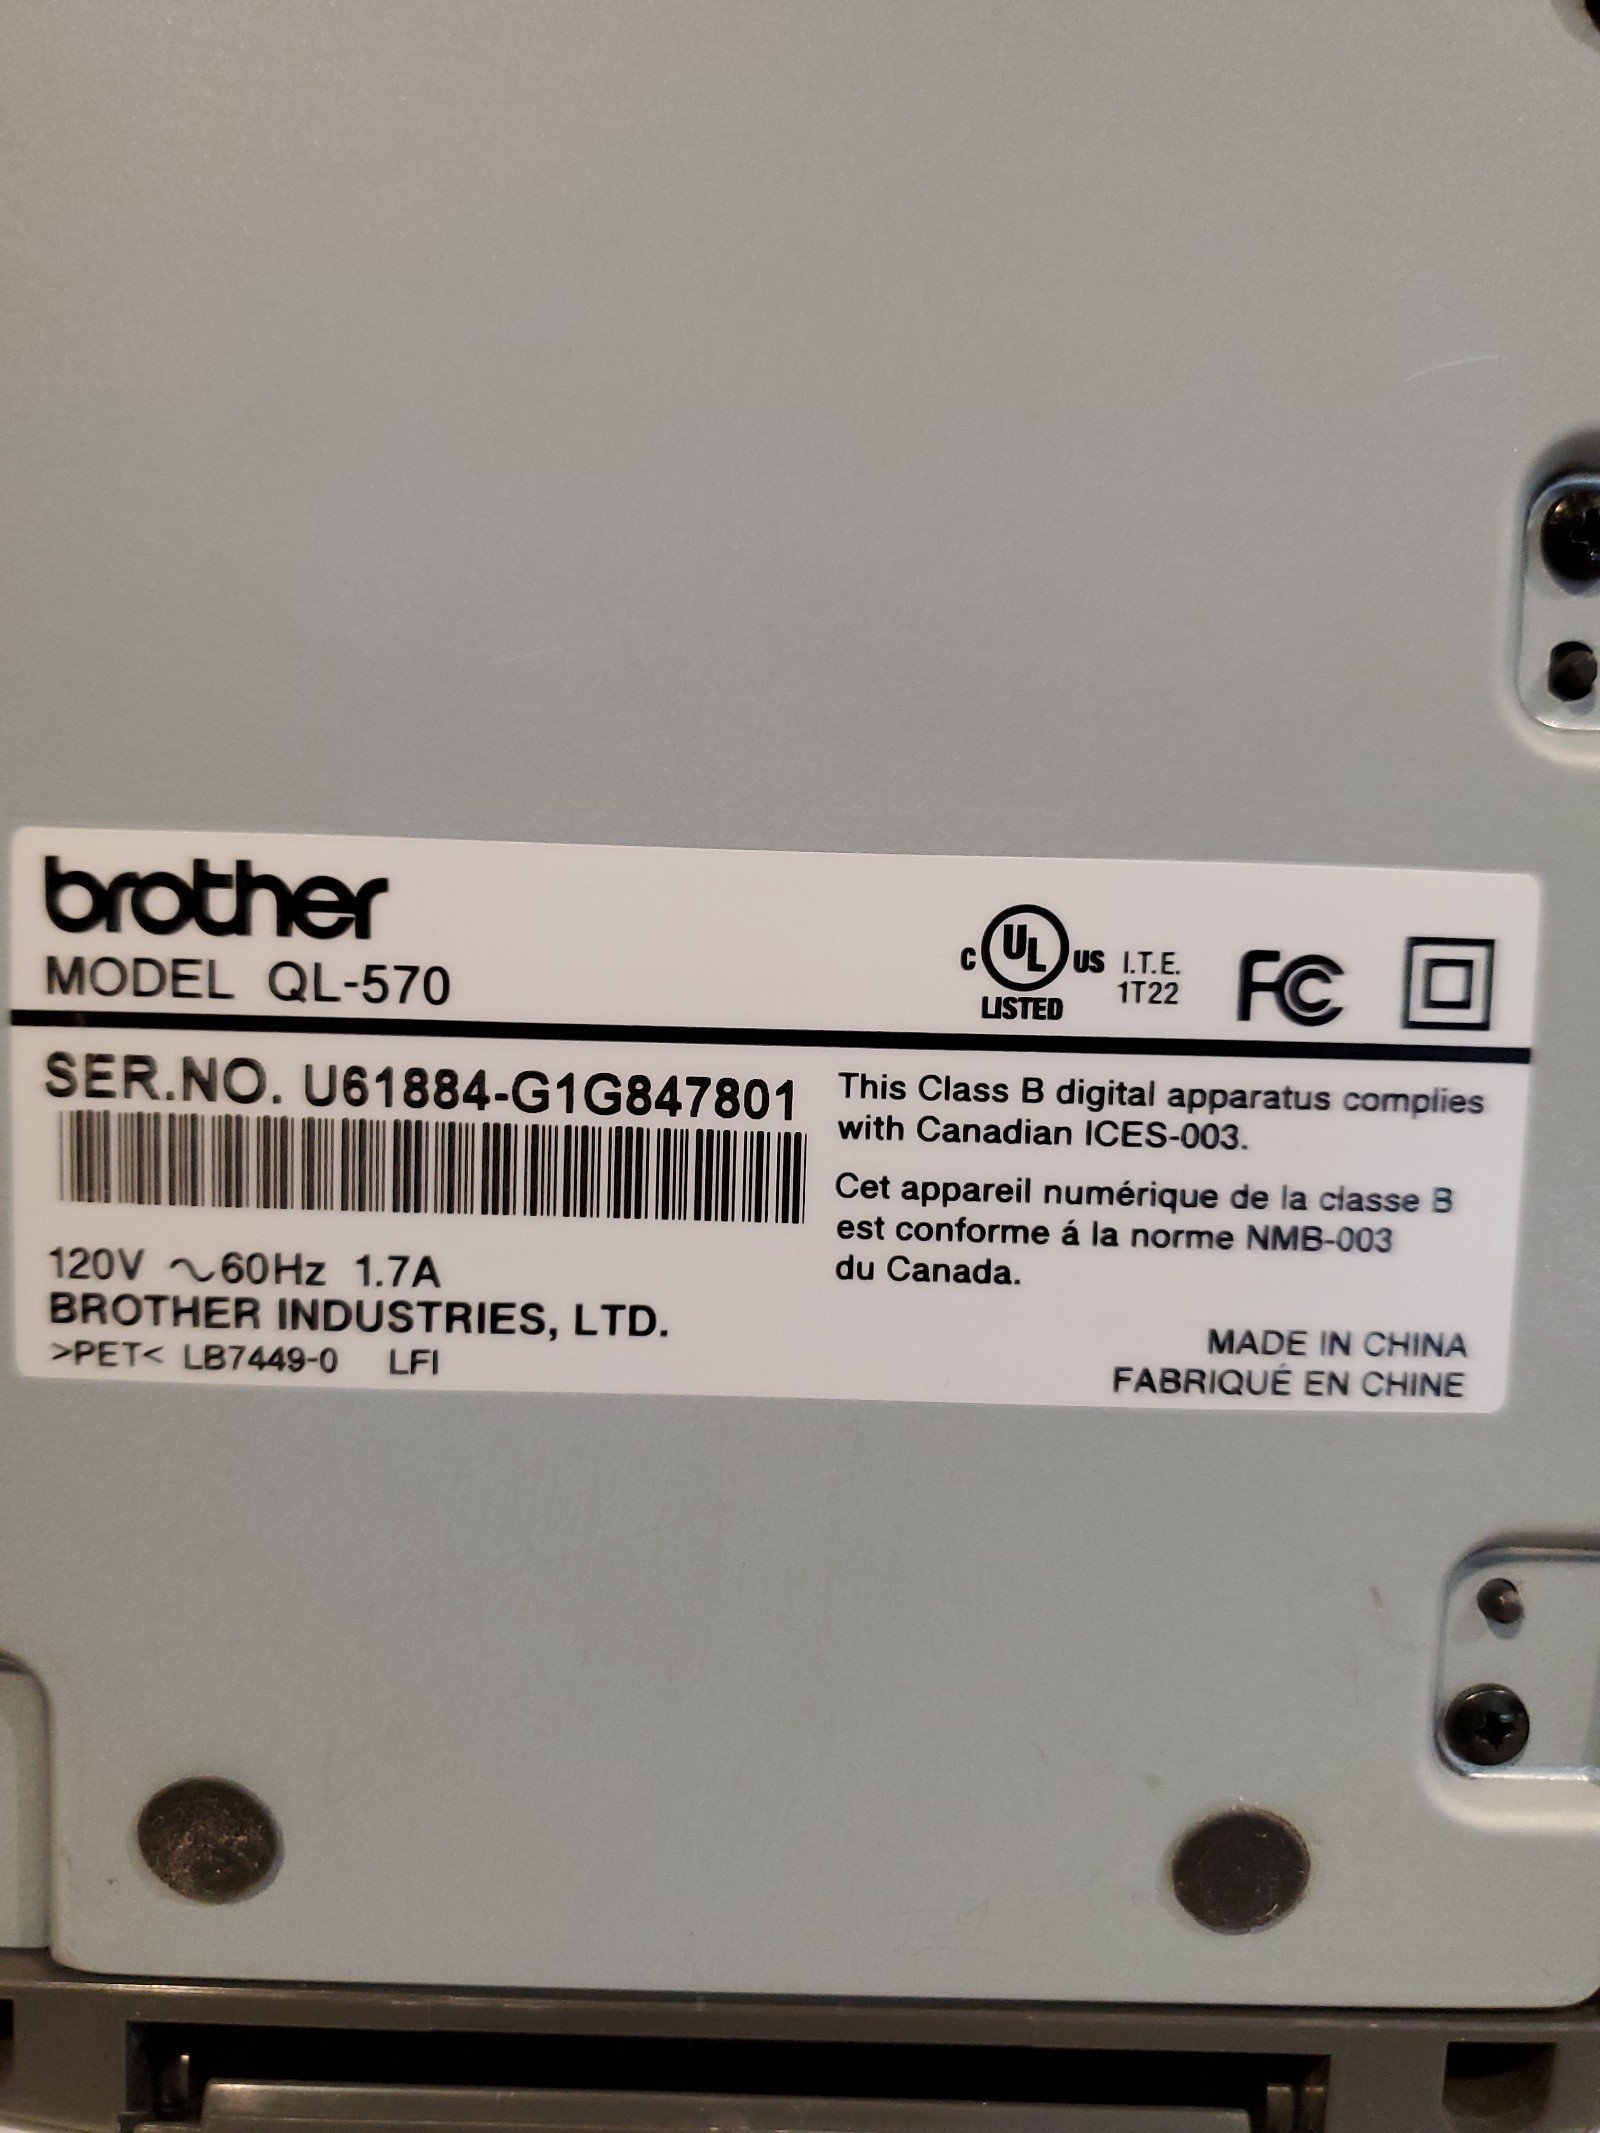 brother
MODEL QL-570
C UL US LISTED
I.T.E.
1T22
FC
SER.NO. U61884-G1G847801
120V ~60Hz 1.7A
BROTHER INDUSTRIES, LTD.
>PET< LB7449-0 LFI
This Class B digital apparatus complies
with Canadian ICES-003.
Cet appareil numérique de la classe B
est conforme á la norme NMB-003
du Canada.
MADE IN CHINA
FABRIQUÉ EN CHINE